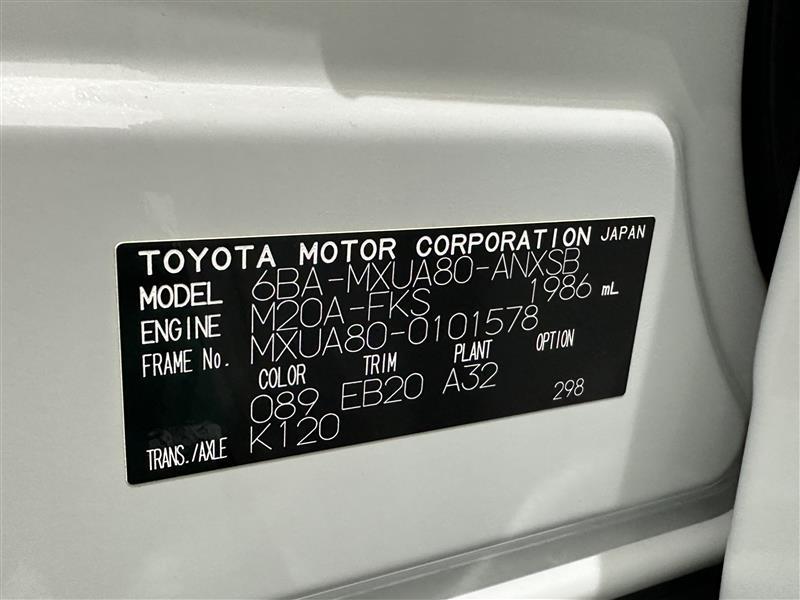 TOYOTA MOTOR CORPORATION JAPAN
MODEL 6BA-MXUA80-ANXSB
ENGINE M20A-FKS 1986 mL
FRAME No. MXUA80-0101578
COLOR TRIM PLANT OPTION
089 EB20 A32 298
TRANS./AXLE K120